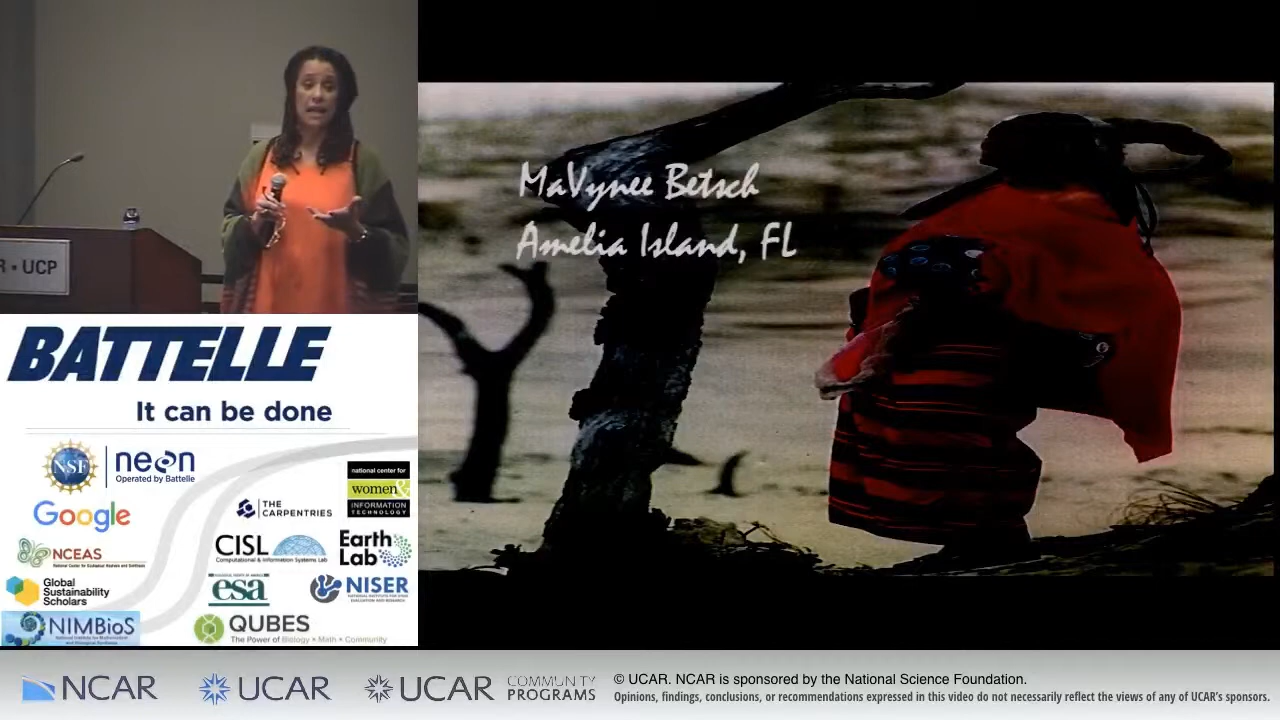 R • UCP
MaVynee Betsch
Amelia Island, FL
BATTELLE
It can be done
NSF
neon
Operated by Battelle
national center for
women&
INFORMATION
TECHNOLOGY
Google
THE
CARPENTRIES
NCEAS
CISL
Computational & Information Systems Lab
Earth
Lab
Global
Sustainability
Scholars
esa
NISER
NIMBioS
QUBES
The Power of Biology × Math × Community
NCAR
UCAR
UCAR
COMMUNITY
PROGRAMS
© UCAR. NCAR is sponsored by the National Science Foundation.
Opinions, findings, conclusions, or recommendations expressed in this video do not necessarily reflect the views of any of UCAR's sponsors.